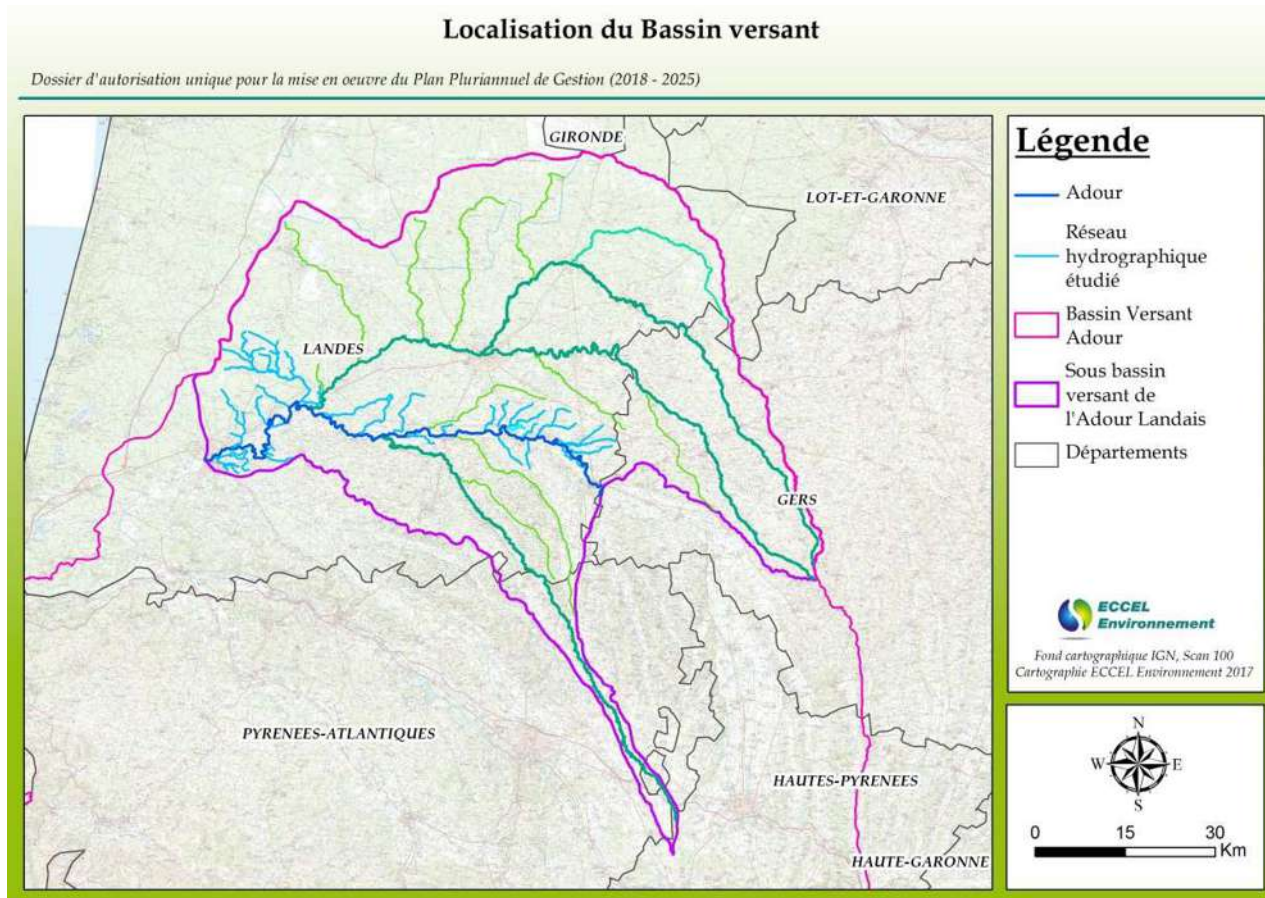 Localisation du Bassin versant
Dossier d'autorisation unique pour la mise en oeuvre du Plan Pluriannuel de Gestion (2018 - 2025)
GIRONDE
LOT-ET-GARONNE
LANDES
GERS
PYRENEES-ATLANTIQUES
HAUTES-PYRENEES
HAUTE-GARONNE
Légende
Adour
Réseau
hydrographique
étudié
Bassin Versant
Adour
Sous bassin
versant de
l'Adour Landais
Départements
ECCEL
Environnement
Fond cartographique IGN, Scan 100
Cartographie ECCEL Environnement 2017
N
W E
S
0 15 30
Km